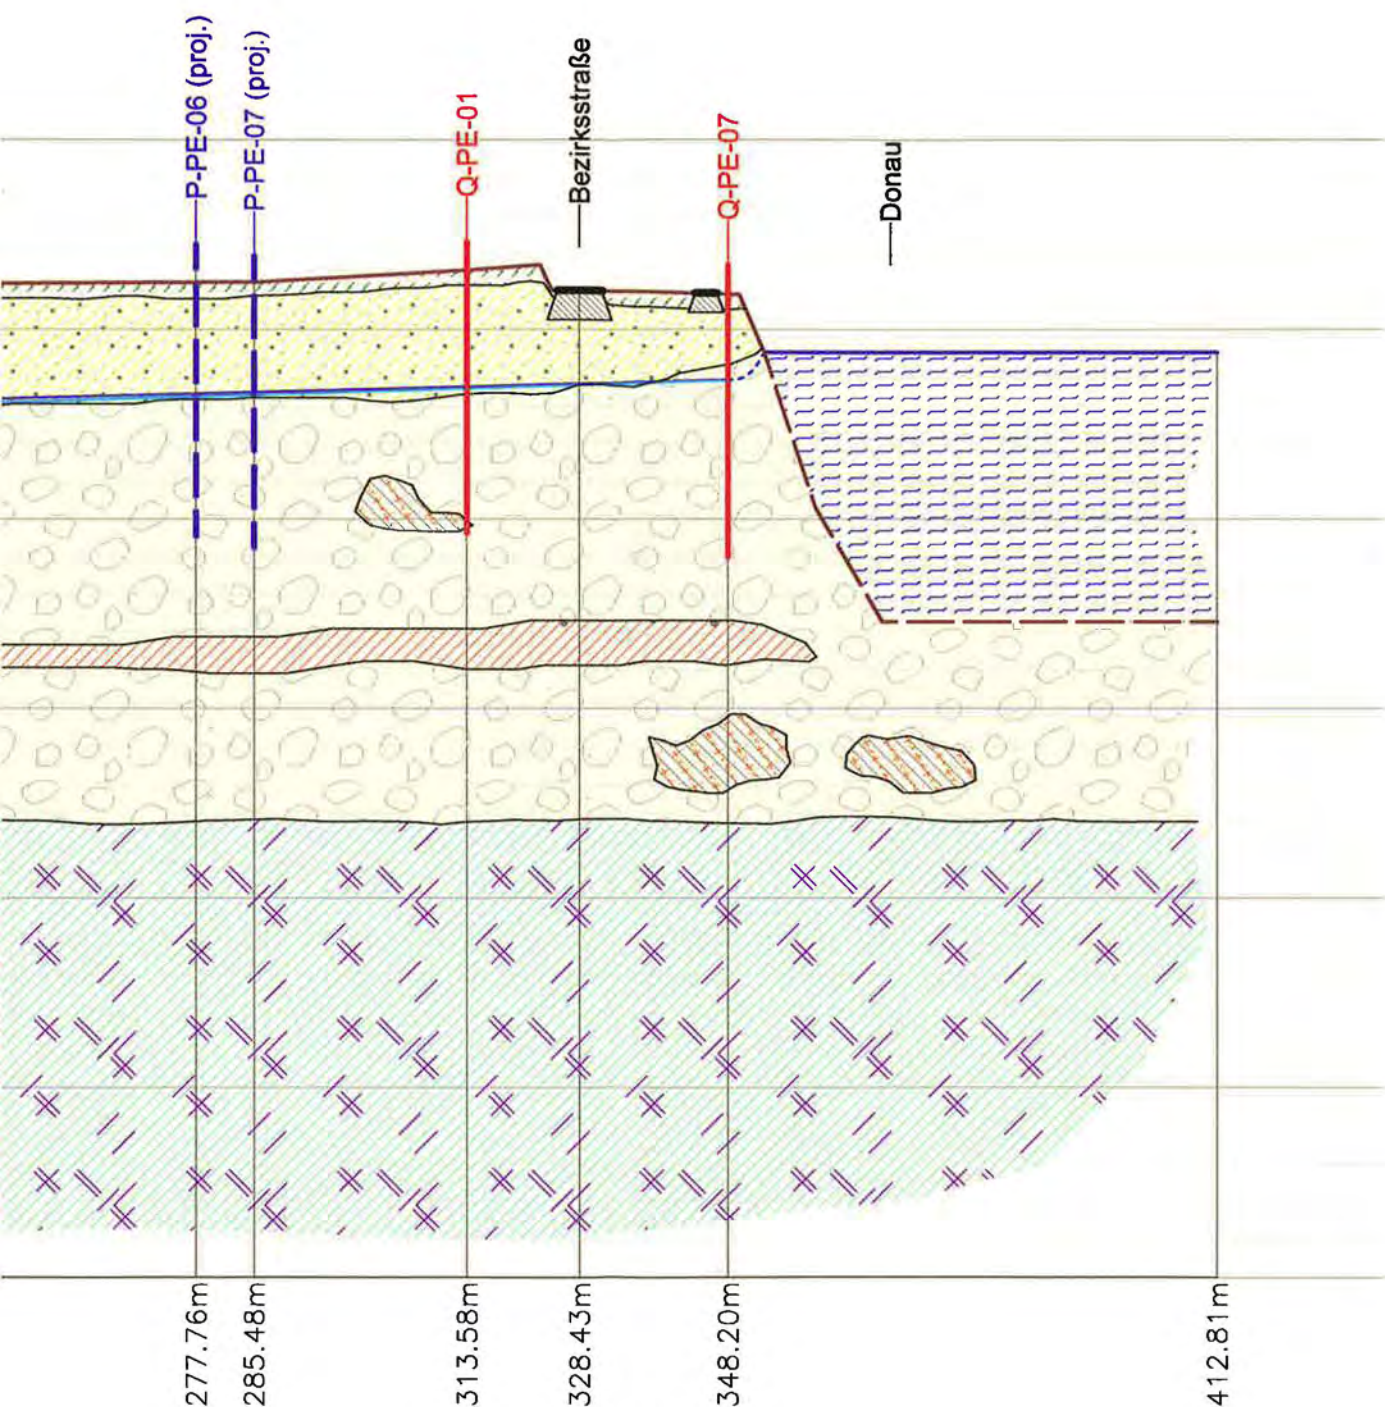 P-PE-06 (proj.)
P-PE-07 (proj.)
Q-PE-01
Bezirksstraße
Q-PE-07
Donau
277.76m
285.48m
313.58m
328.43m
348.20m
412.81m